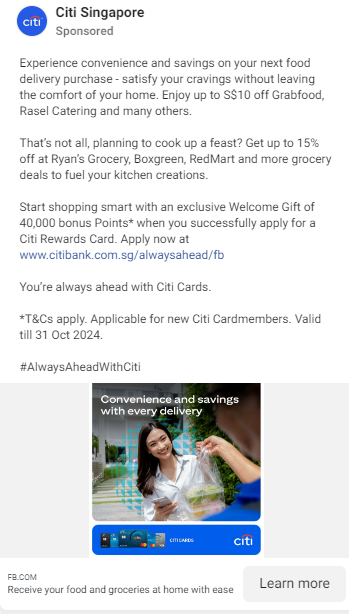 citi
Citi Singapore
Sponsored
Experience convenience and savings on your next food
delivery purchase - satisfy your cravings without leaving
the comfort of your home. Enjoy up to S$10 off Grabfood,
Rasel Catering and many others.
That's not all, planning to cook up a feast? Get up to 15%
off at Ryan's Grocery, Boxgreen, RedMart and more grocery
deals to fuel your kitchen creations.
Start shopping smart with an exclusive Welcome Gift of
40,000 bonus Points* when you successfully apply for a
Citi Rewards Card. Apply now at
www.citibank.com.sg/alwaysahead/fb
You're always ahead with Citi Cards.
*T&Cs apply. Applicable for new Citi Cardmembers. Valid
till 31 Oct 2024.
#AlwaysAheadWithCiti
Convenience and savings
with every delivery
CITI CARDS
citi
FB.COM
Receive your food and groceries at home with ease
Learn more